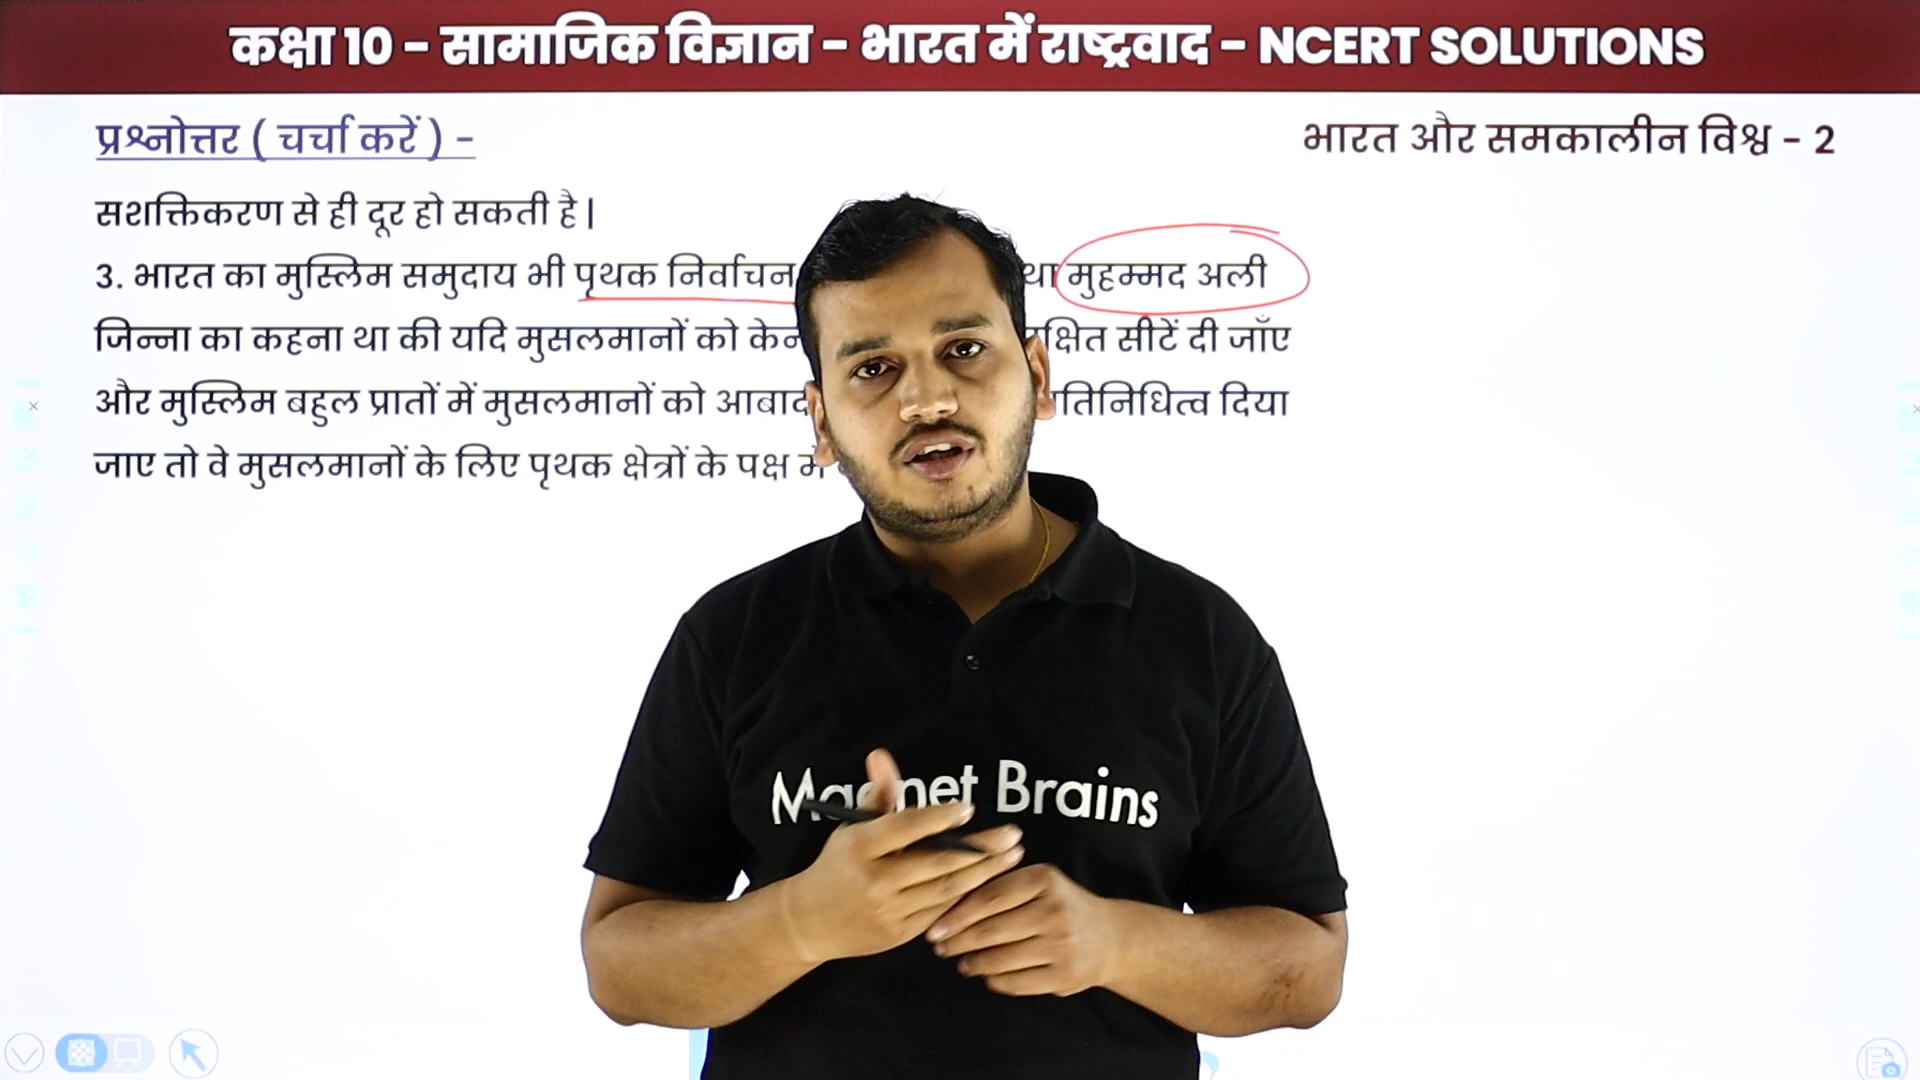 कक्षा 10 - सामाजिक विज्ञान - भारत में राष्ट्रवाद - NCERT SOLUTIONS
प्रश्नोत्तर ( चर्चा करें ) -
भारत और समकालीन विश्व - 2
सशक्तिकरण से ही दूर हो सकती है |
3. भारत का मुस्लिम समुदाय भी पृथक निर्वाचन मुहम्मद अली
जिन्ना का कहना था की यदि मुसलमानों को सीटें दी जाएँ
और मुस्लिम बहुल प्रातों में मुसलमानों को दिया
जाए तो वे मुसलमानों के लिए पृथक क्षेत्रों के पक्ष
Brains